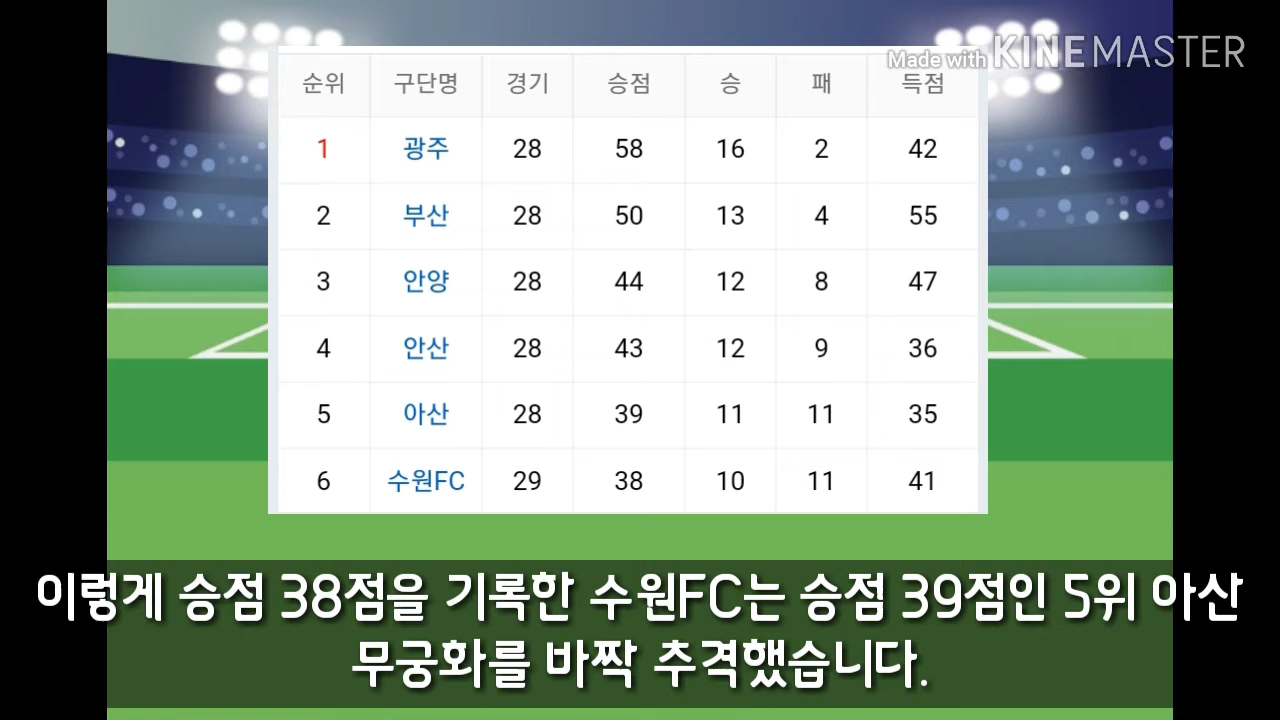 Made with KINEMASTER
순위 구단명 경기 승점 승 패 득점
1 광주 28 58 16 2 42
2 부산 28 50 13 4 55
3 안양 28 44 12 8 47
4 안산 28 43 12 9 36
5 아산 28 39 11 11 35
6 수원FC 29 38 10 11 41
이렇게 승점 38점을 기록한 수원FC는 승점 39점인 5위 아산
무궁화를 바짝 추격했습니다.